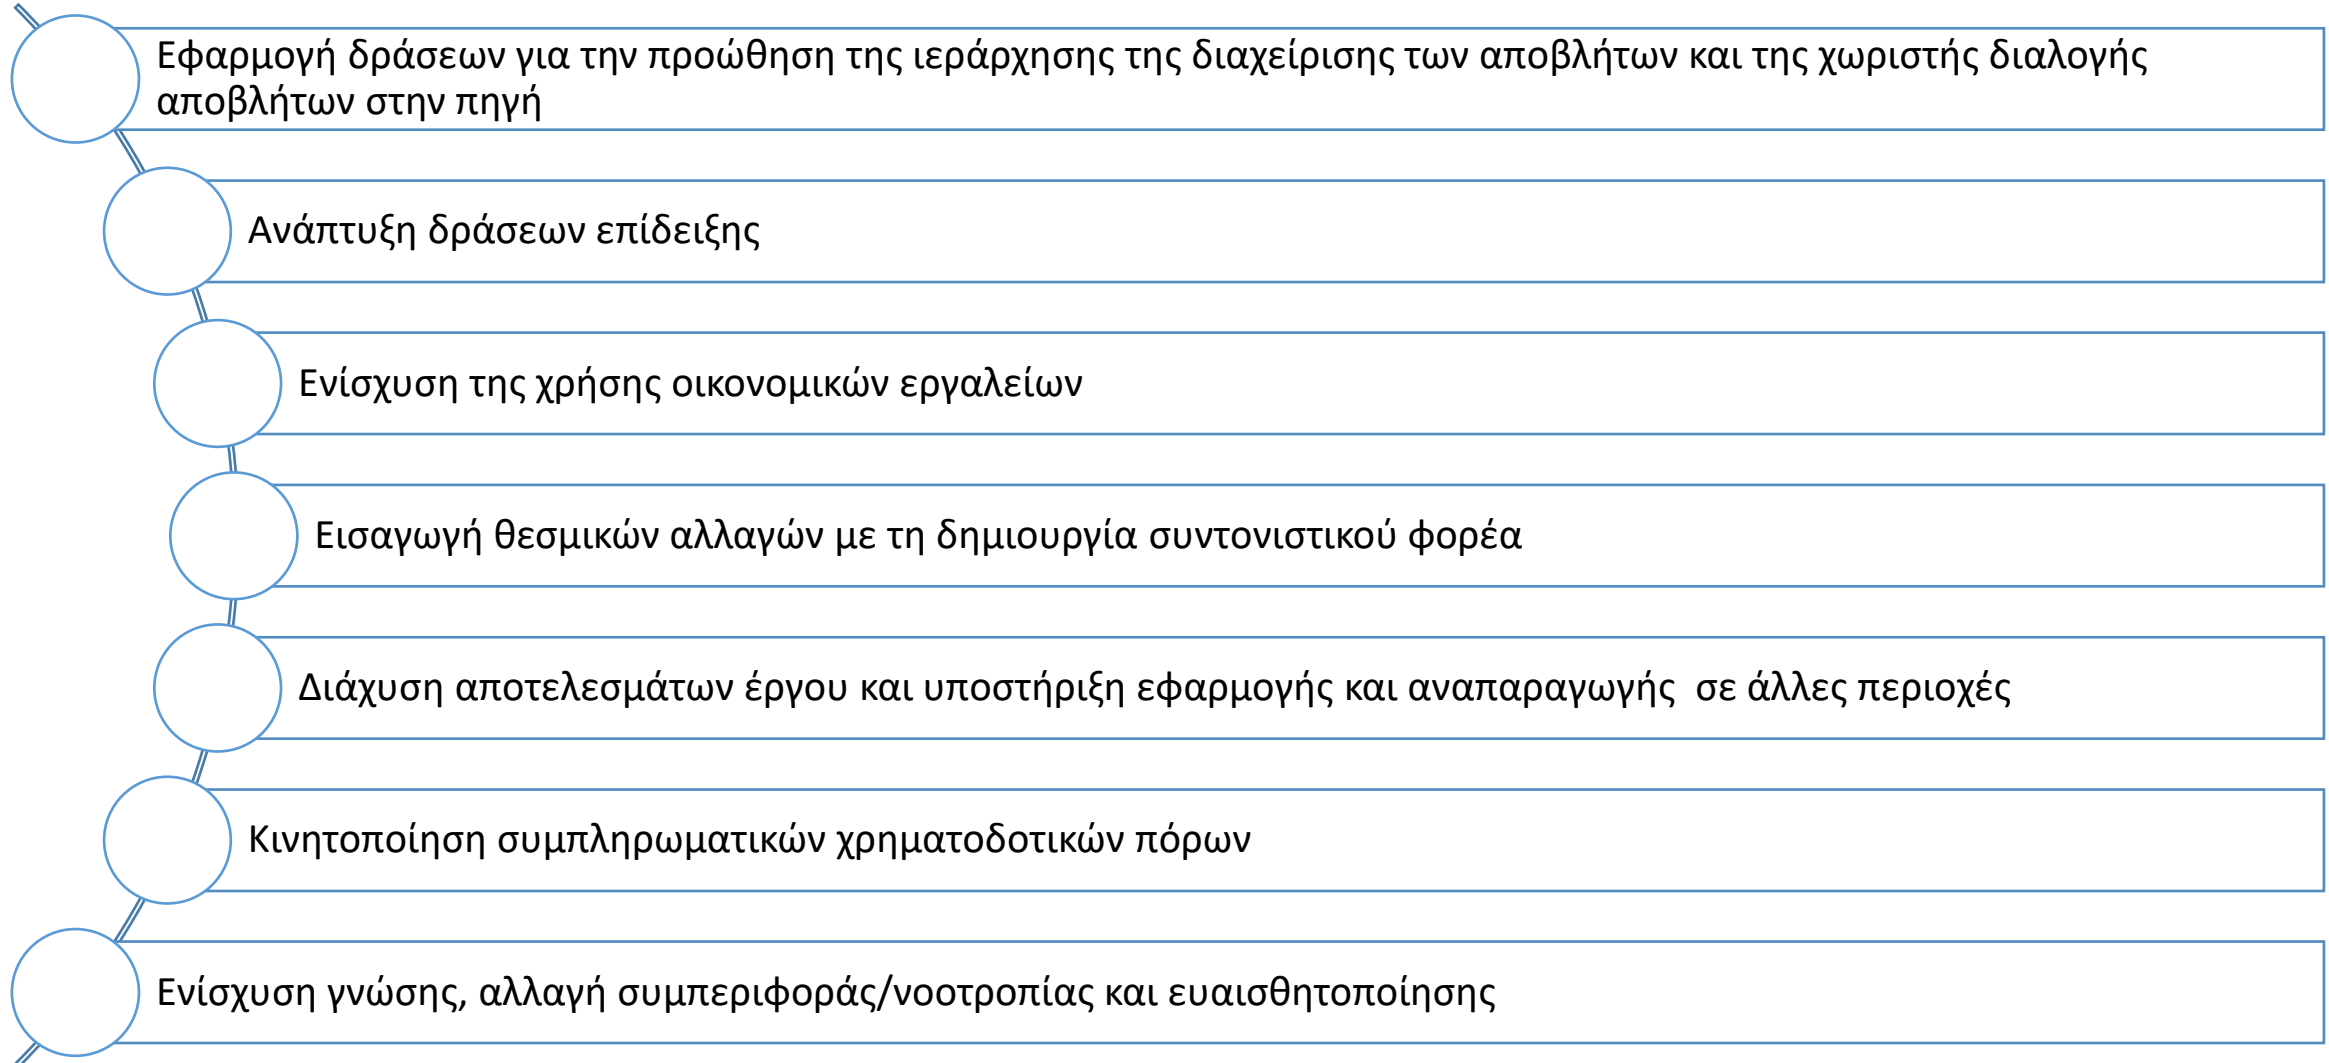 Εφαρμογή δράσεων για την προώθηση της ιεράρχησης της διαχείρισης των αποβλήτων και της χωριστής διαλογής
αποβλήτων στην πηγή
Ανάπτυξη δράσεων επίδειξης
Ενίσχυση της χρήσης οικονομικών εργαλείων
Εισαγωγή θεσμικών αλλαγών με τη δημιουργία συντονιστικού φορέα
Διάχυση αποτελεσμάτων έργου και υποστήριξη εφαρμογής και αναπαραγωγής  σε άλλες περιοχές
Κινητοποίηση συμπληρωματικών χρηματοδοτικών πόρων
Ενίσχυση γνώσης, αλλαγή συμπεριφοράς/νοοτροπίας και ευαισθητοποίησης